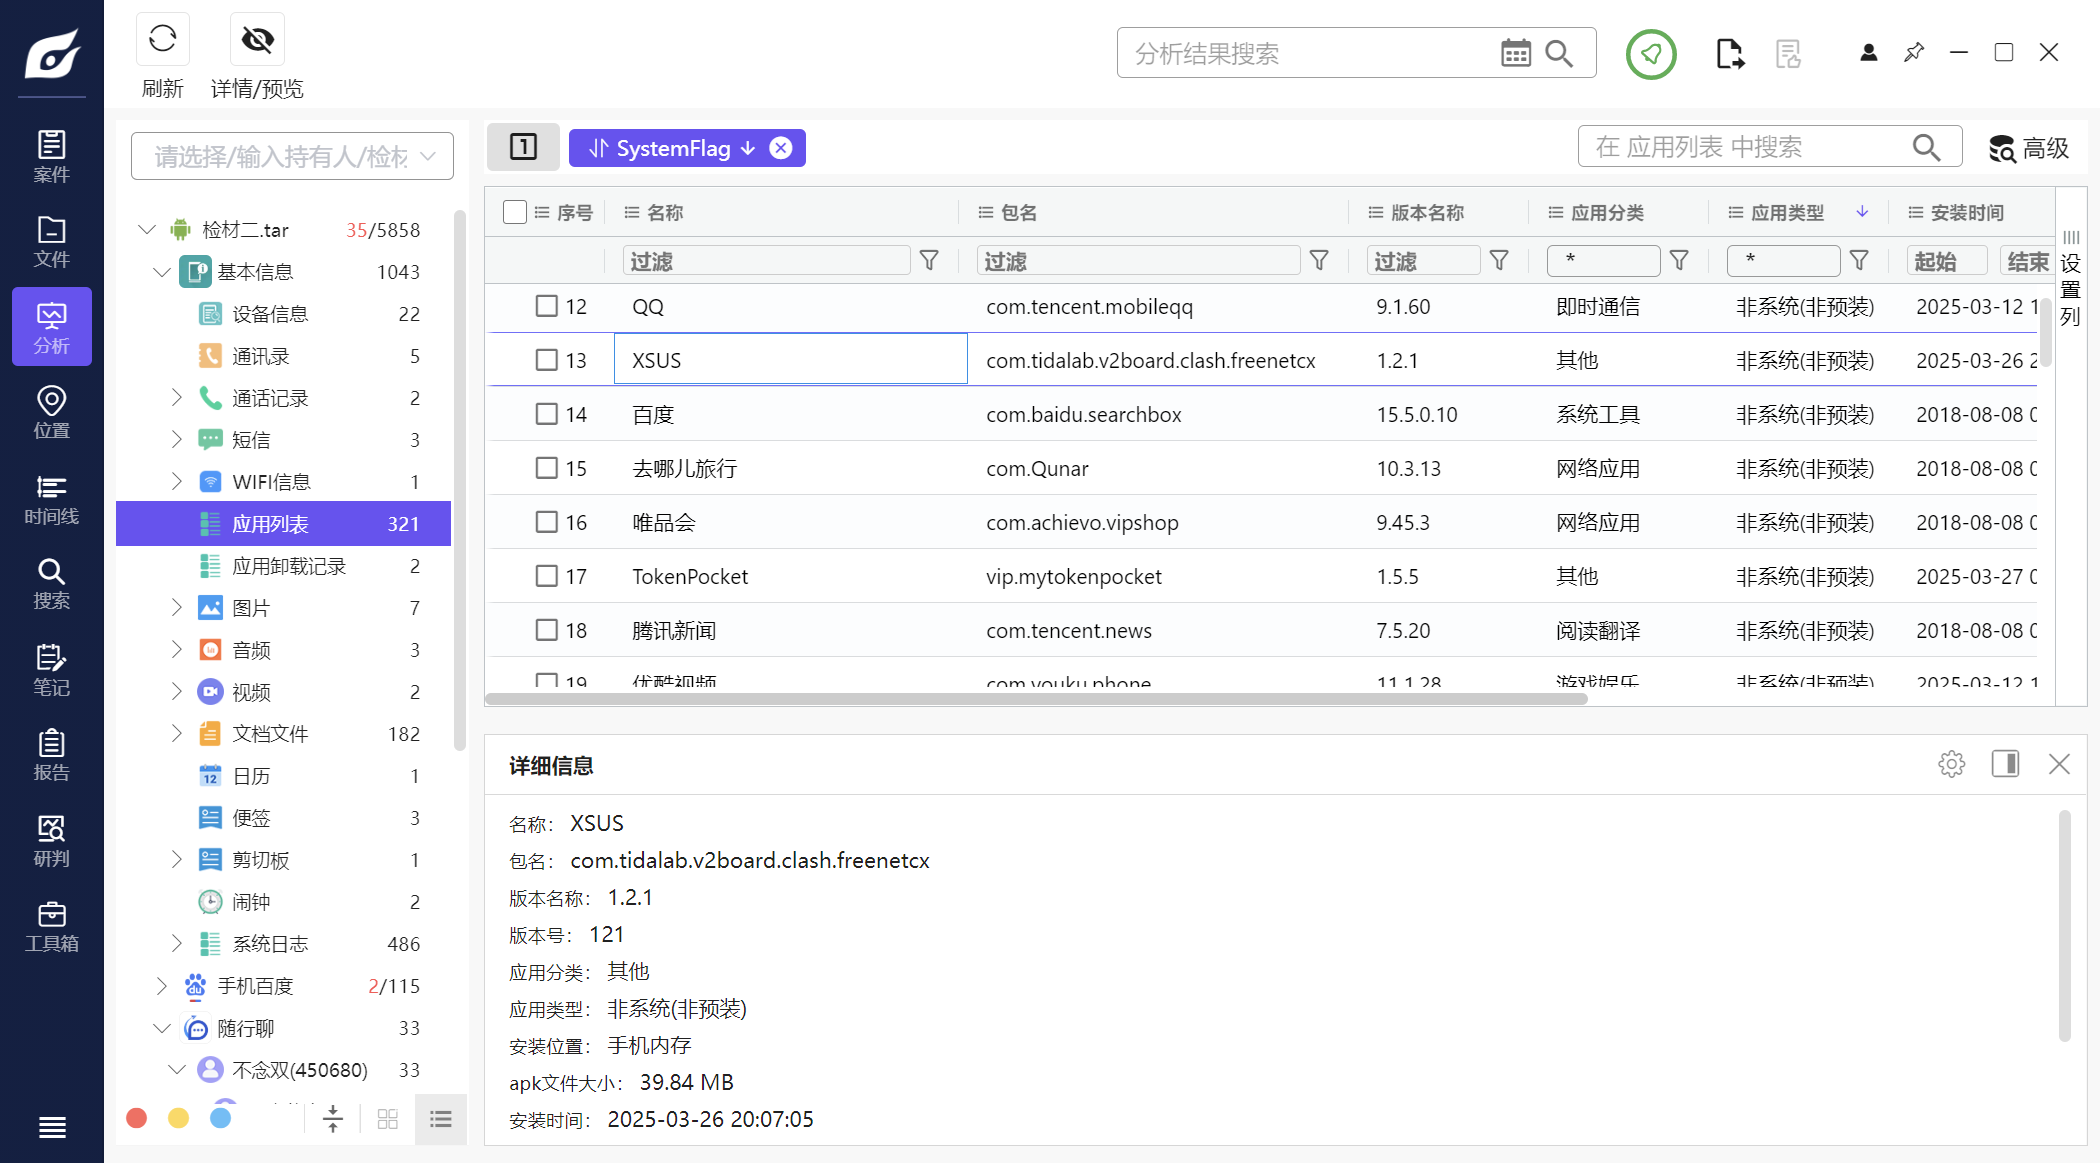 刷新
详情/预览
分析结果搜索
案件
文件
分析
位置
时间线
搜索
笔记
报告
研判
工具箱
请选择/输入持有人/检材
检材二.tar 35/5858
基本信息 1043
设备信息 22
通讯录 5
通话记录 2
短信 3
WIFI信息 1
应用列表 321
应用卸载记录 2
图片 7
音频 3
视频 2
文档文件 182
12 日历 1
便签 3
剪切板 1
闹钟 2
系统日志 486
du 手机百度 2/115
随行聊 33
不念双(450680) 33
1 SystemFlag
在 应用列表 中搜索
高级
序号 名称 包名 版本名称 应用分类 应用类型 安装时间
过滤 过滤 过滤 * * 起始 结束
设置列
12 QQ com.tencent.mobileqq 9.1.60 即时通信 非系统(非预装) 2025-03-12 1
13 XSUS com.tidalab.v2board.clash.freenetcx 1.2.1 其他 非系统(非预装) 2025-03-26 2
14 百度 com.baidu.searchbox 15.5.0.10 系统工具 非系统(非预装) 2018-08-08 0
15 去哪儿旅行 com.Qunar 10.3.13 网络应用 非系统(非预装) 2018-08-08 0
16 唯品会 com.achievo.vipshop 9.45.3 网络应用 非系统(非预装) 2018-08-08 0
17 TokenPocket vip.mytokenpocket 1.5.5 其他 非系统(非预装) 2025-03-27 0
18 腾讯新闻 com.tencent.news 7.5.20 阅读翻译 非系统(非预装) 2018-08-08 0
19 优酷视频 com.youku.phone 11.1.28 游戏娱乐 非系统(非预装) 2025-03-12 1
详细信息
名称： XSUS
包名： com.tidalab.v2board.clash.freenetcx
版本名称： 1.2.1
版本号： 121
应用分类： 其他
应用类型： 非系统(非预装)
安装位置： 手机内存
apk文件大小： 39.84 MB
安装时间： 2025-03-26 20:07:05